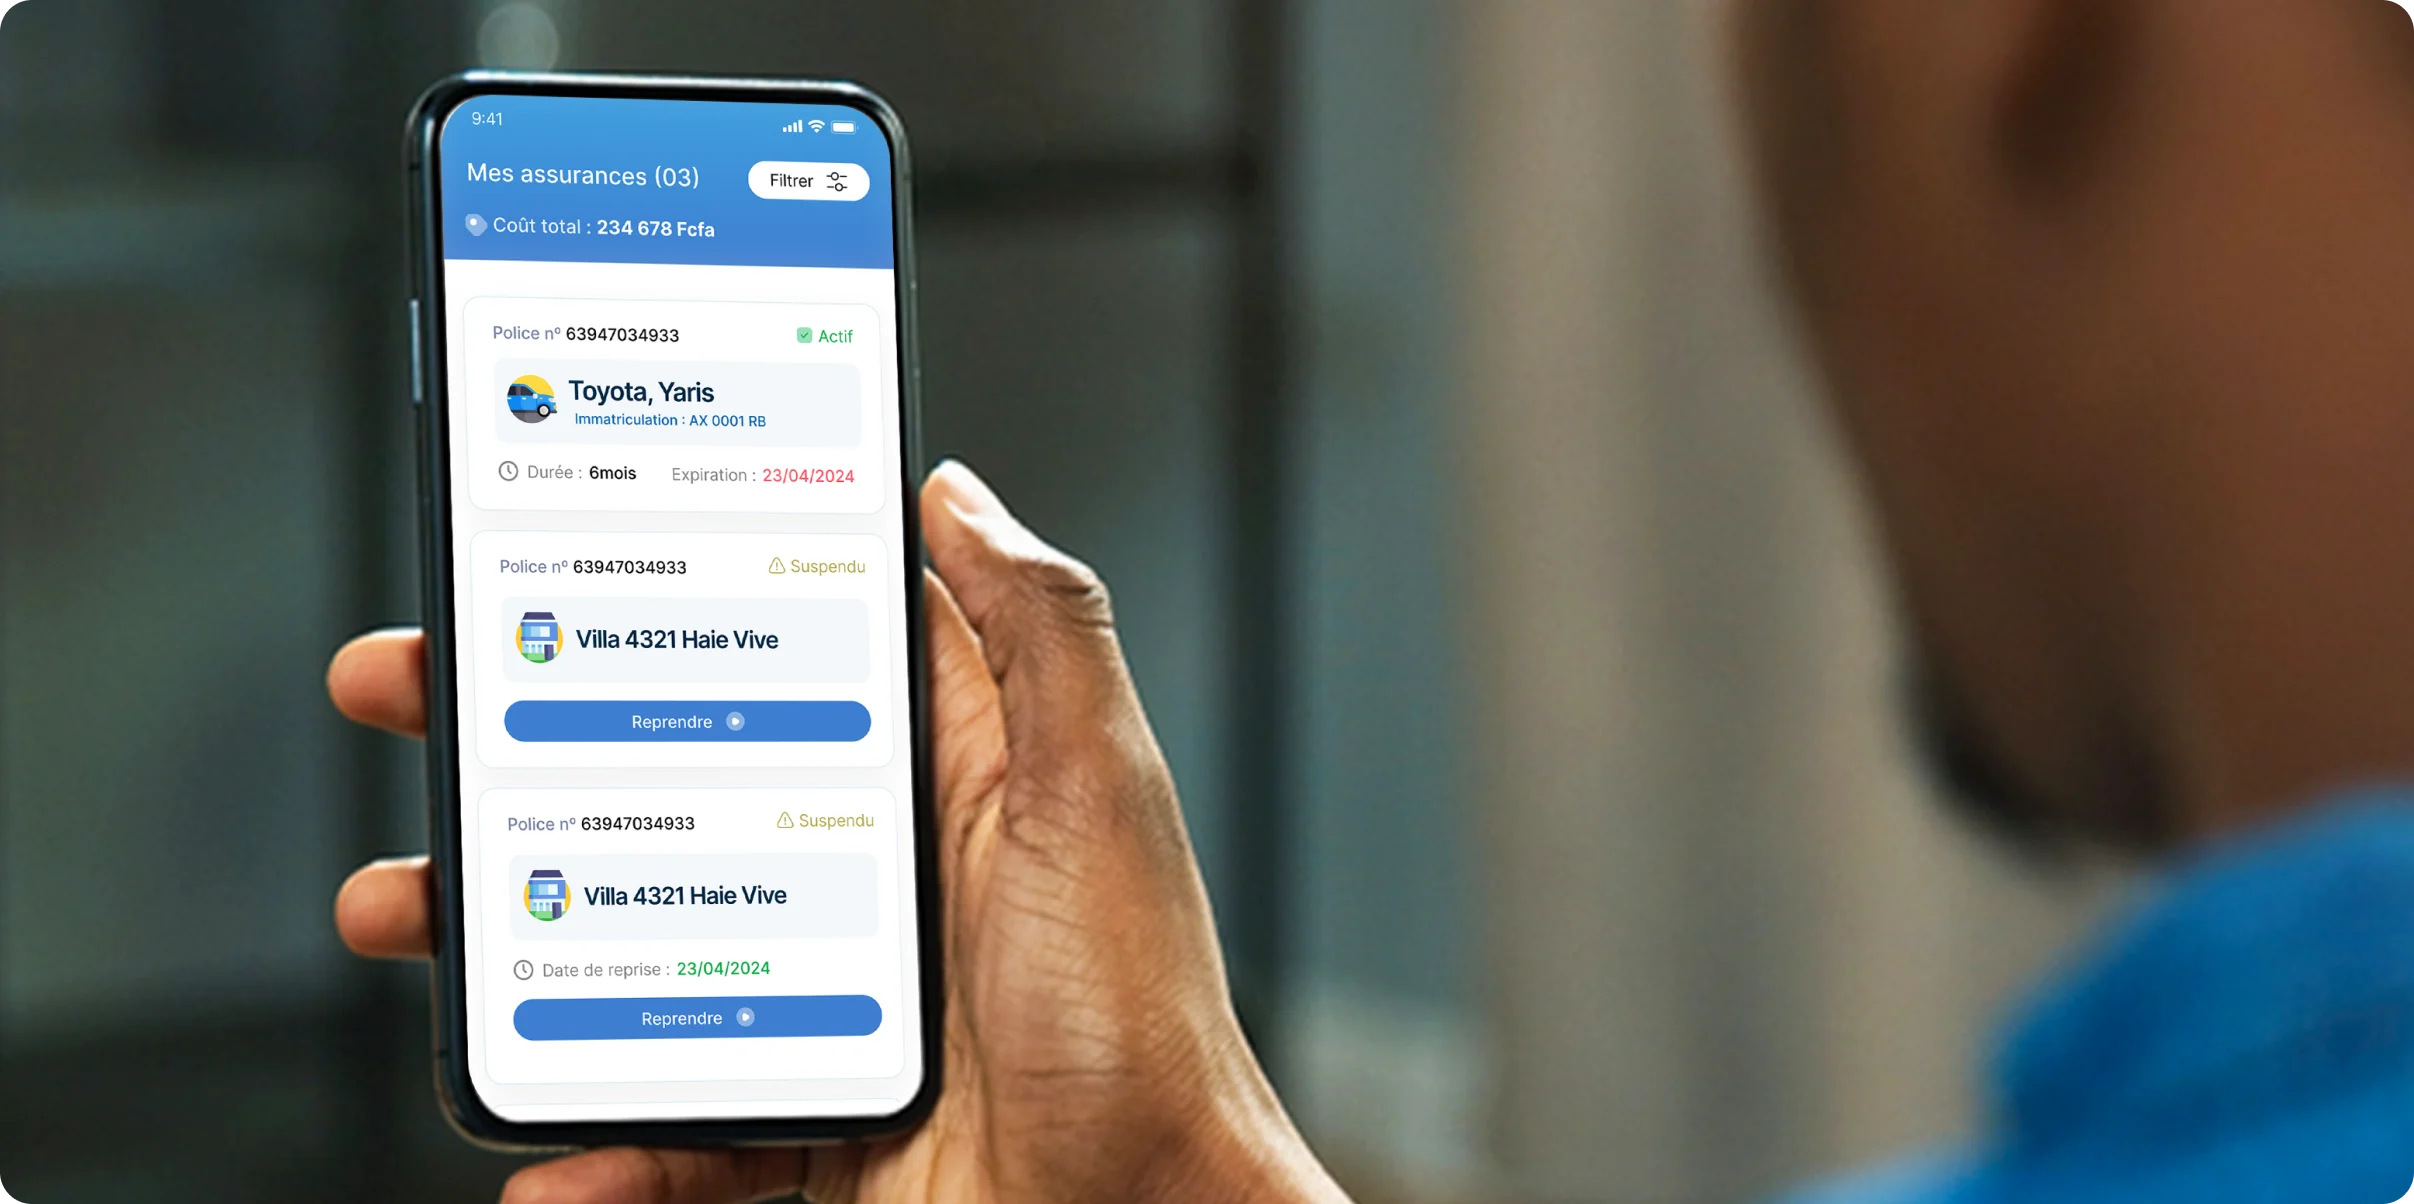 9:41
Mes assurances (03)
Filtrer
Coût total : 234 678 Fcfa
Police nº 63947034933
Actif
Toyota, Yaris
Immatriculation : AX 0001 RB
Durée : 6mois
Expiration : 23/04/2024
Police nº 63947034933
Suspendu
Villa 4321 Haie Vive
Reprendre
Police nº 63947034933
Suspendu
Villa 4321 Haie Vive
Date de reprise : 23/04/2024
Reprendre